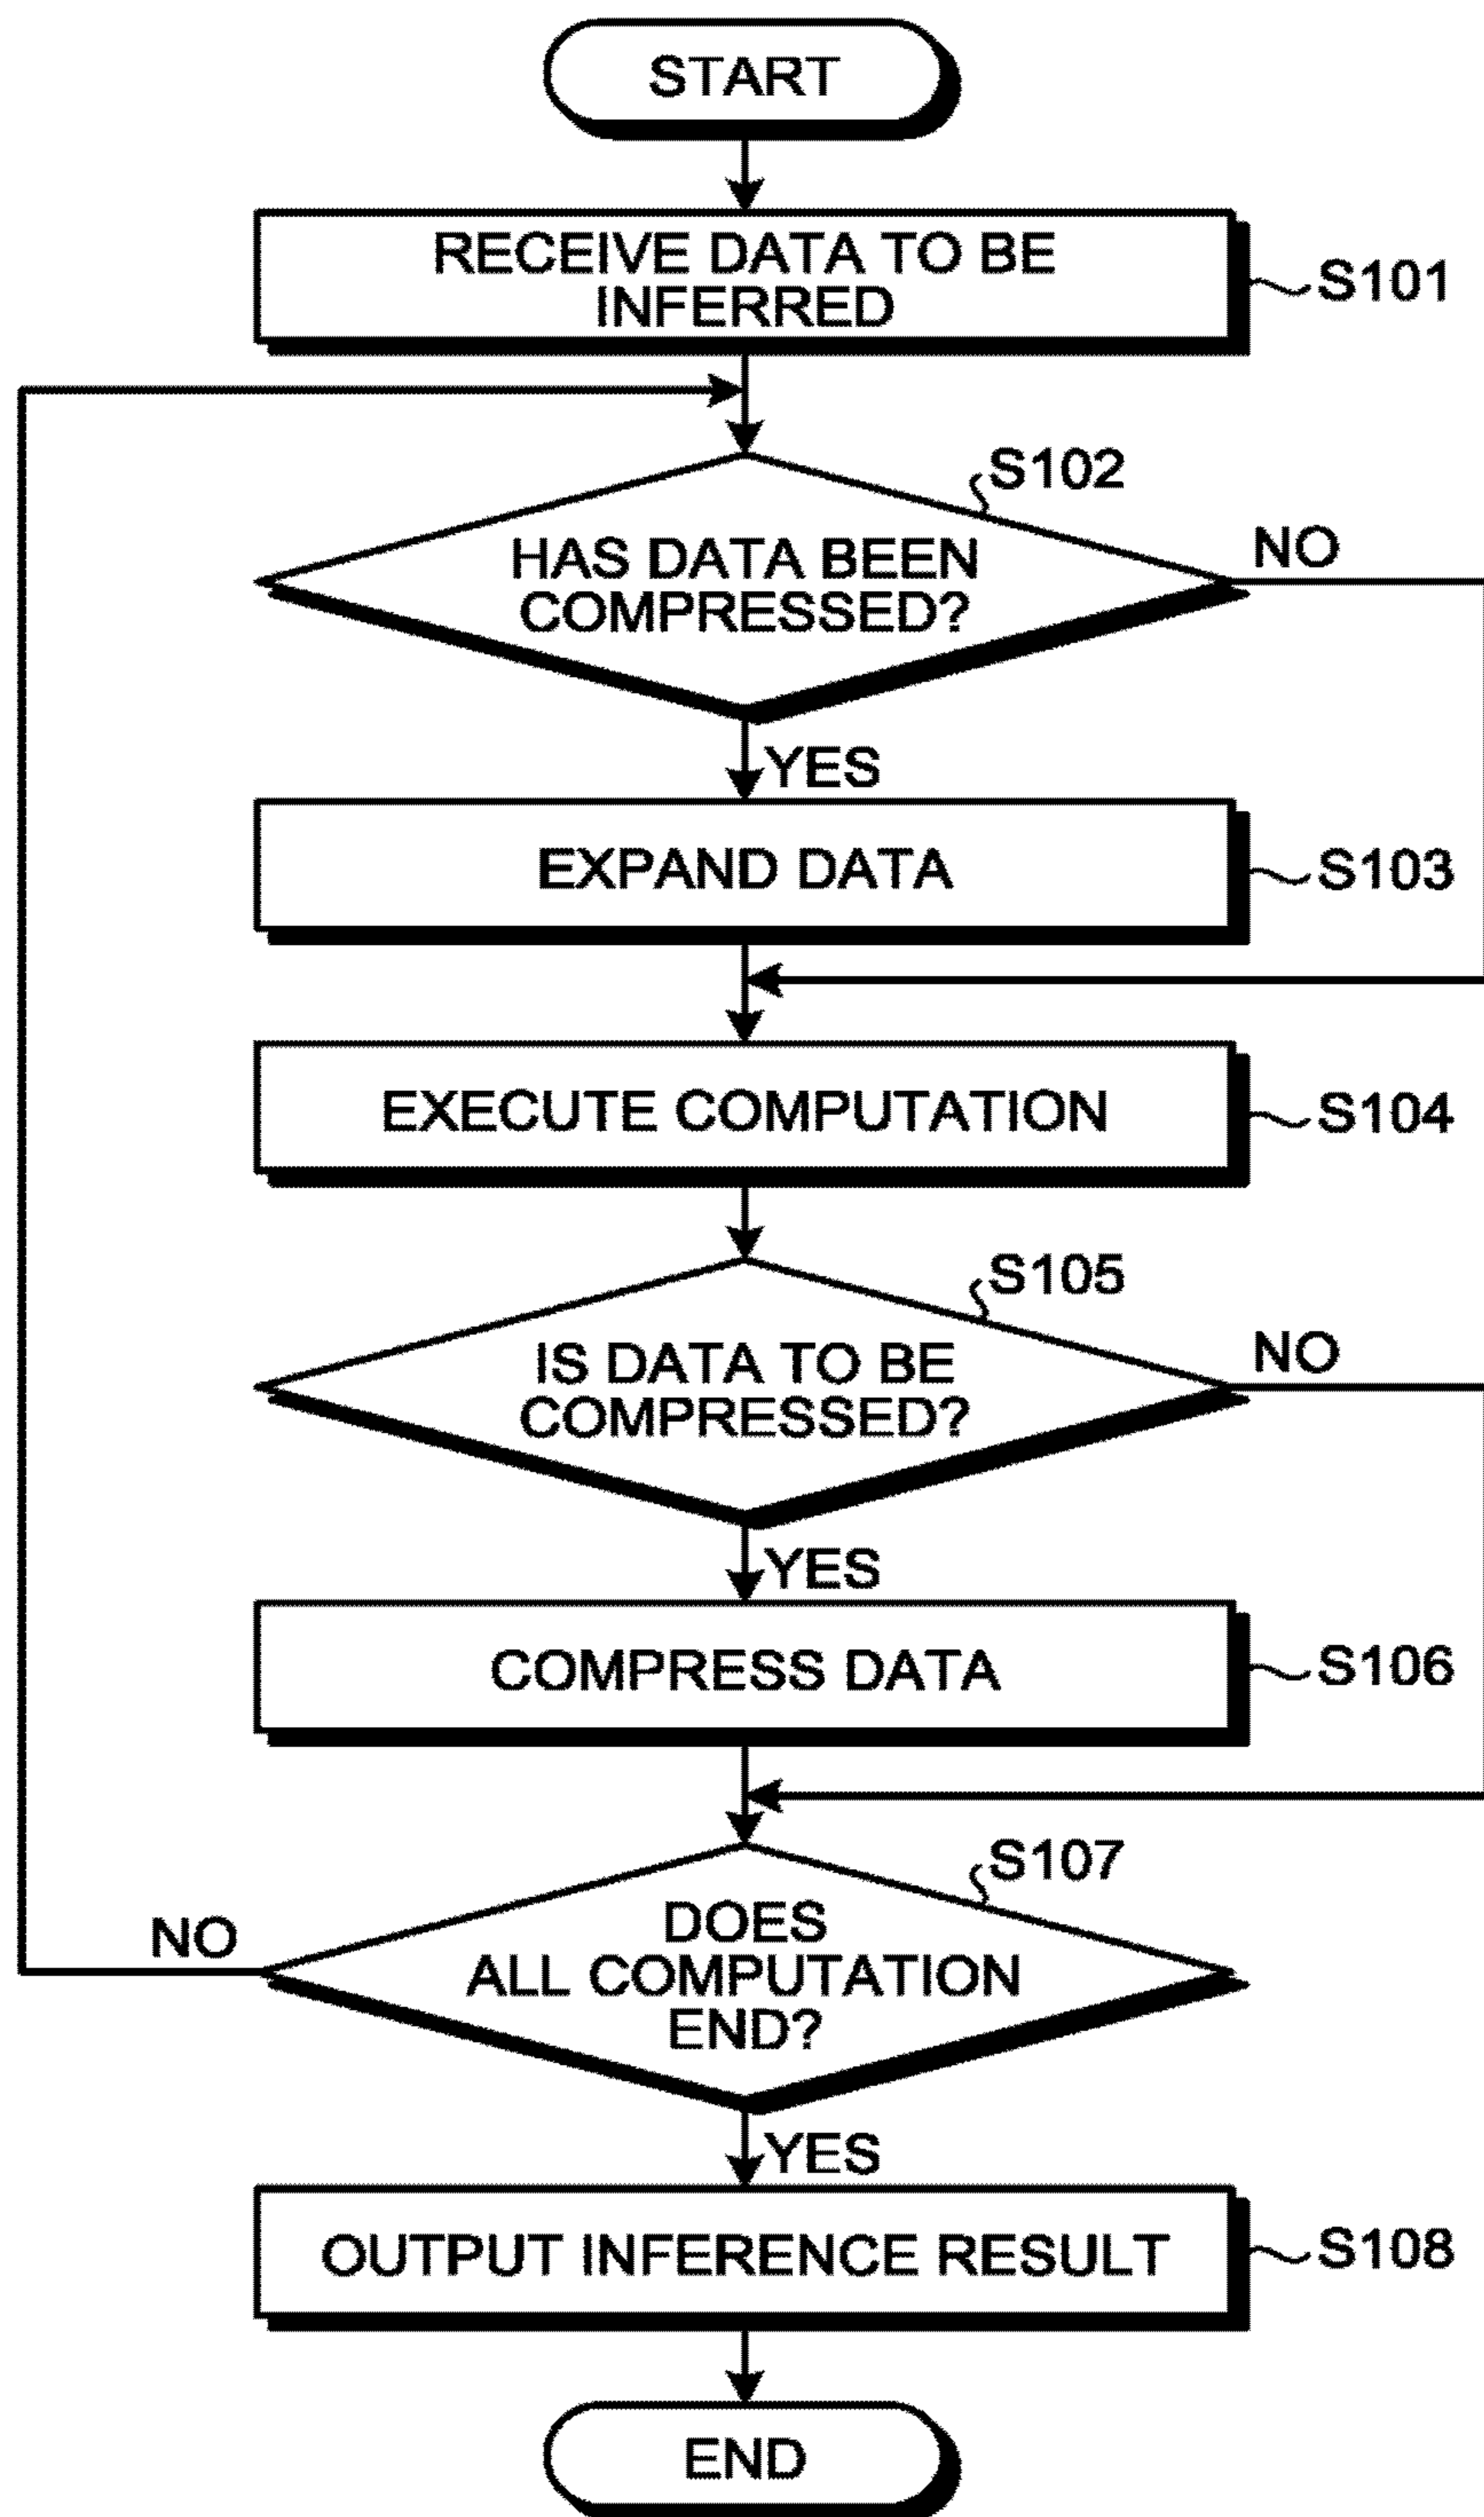 START
RECEIVE DATA TO BE
INFERRED
S101
S102
HAS DATA BEEN
COMPRESSED?
NO
YES
EXPAND DATA
S103
EXECUTE COMPUTATION
S104
S105
IS DATA TO BE
COMPRESSED?
NO
YES
COMPRESS DATA
S106
S107
DOES
ALL COMPUTATION
END?
NO
YES
OUTPUT INFERENCE RESULT
S108
END